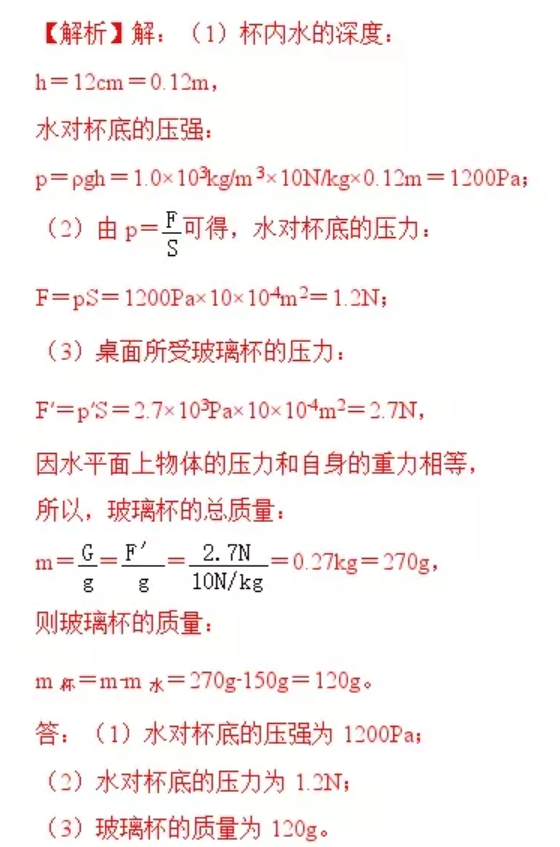 【解析】解：（1）杯内水的深度：
h＝12cm＝0.12m，
水对杯底的压强：
p＝ρgh＝1.0×10³kg/m³×10N/kg×0.12m＝1200Pa；
（2）由p＝F/S可得，水对杯底的压力：
F＝pS＝1200Pa×10×10⁻⁴m²＝1.2N；
（3）桌面所受玻璃杯的压力：
F′＝p′S＝2.7×10³Pa×10×10⁻⁴m²＝2.7N，
因水平面上物体的压力和自身的重力相等，
所以，玻璃杯的总质量：
m＝G/g＝F′/g＝2.7N/10N/kg＝0.27kg＝270g，
则玻璃杯的质量：
m杯＝m-m水＝270g-150g＝120g。
答：（1）水对杯底的压强为 1200Pa；
（2）水对杯底的压力为 1.2N；
（3）玻璃杯的质量为 120g。